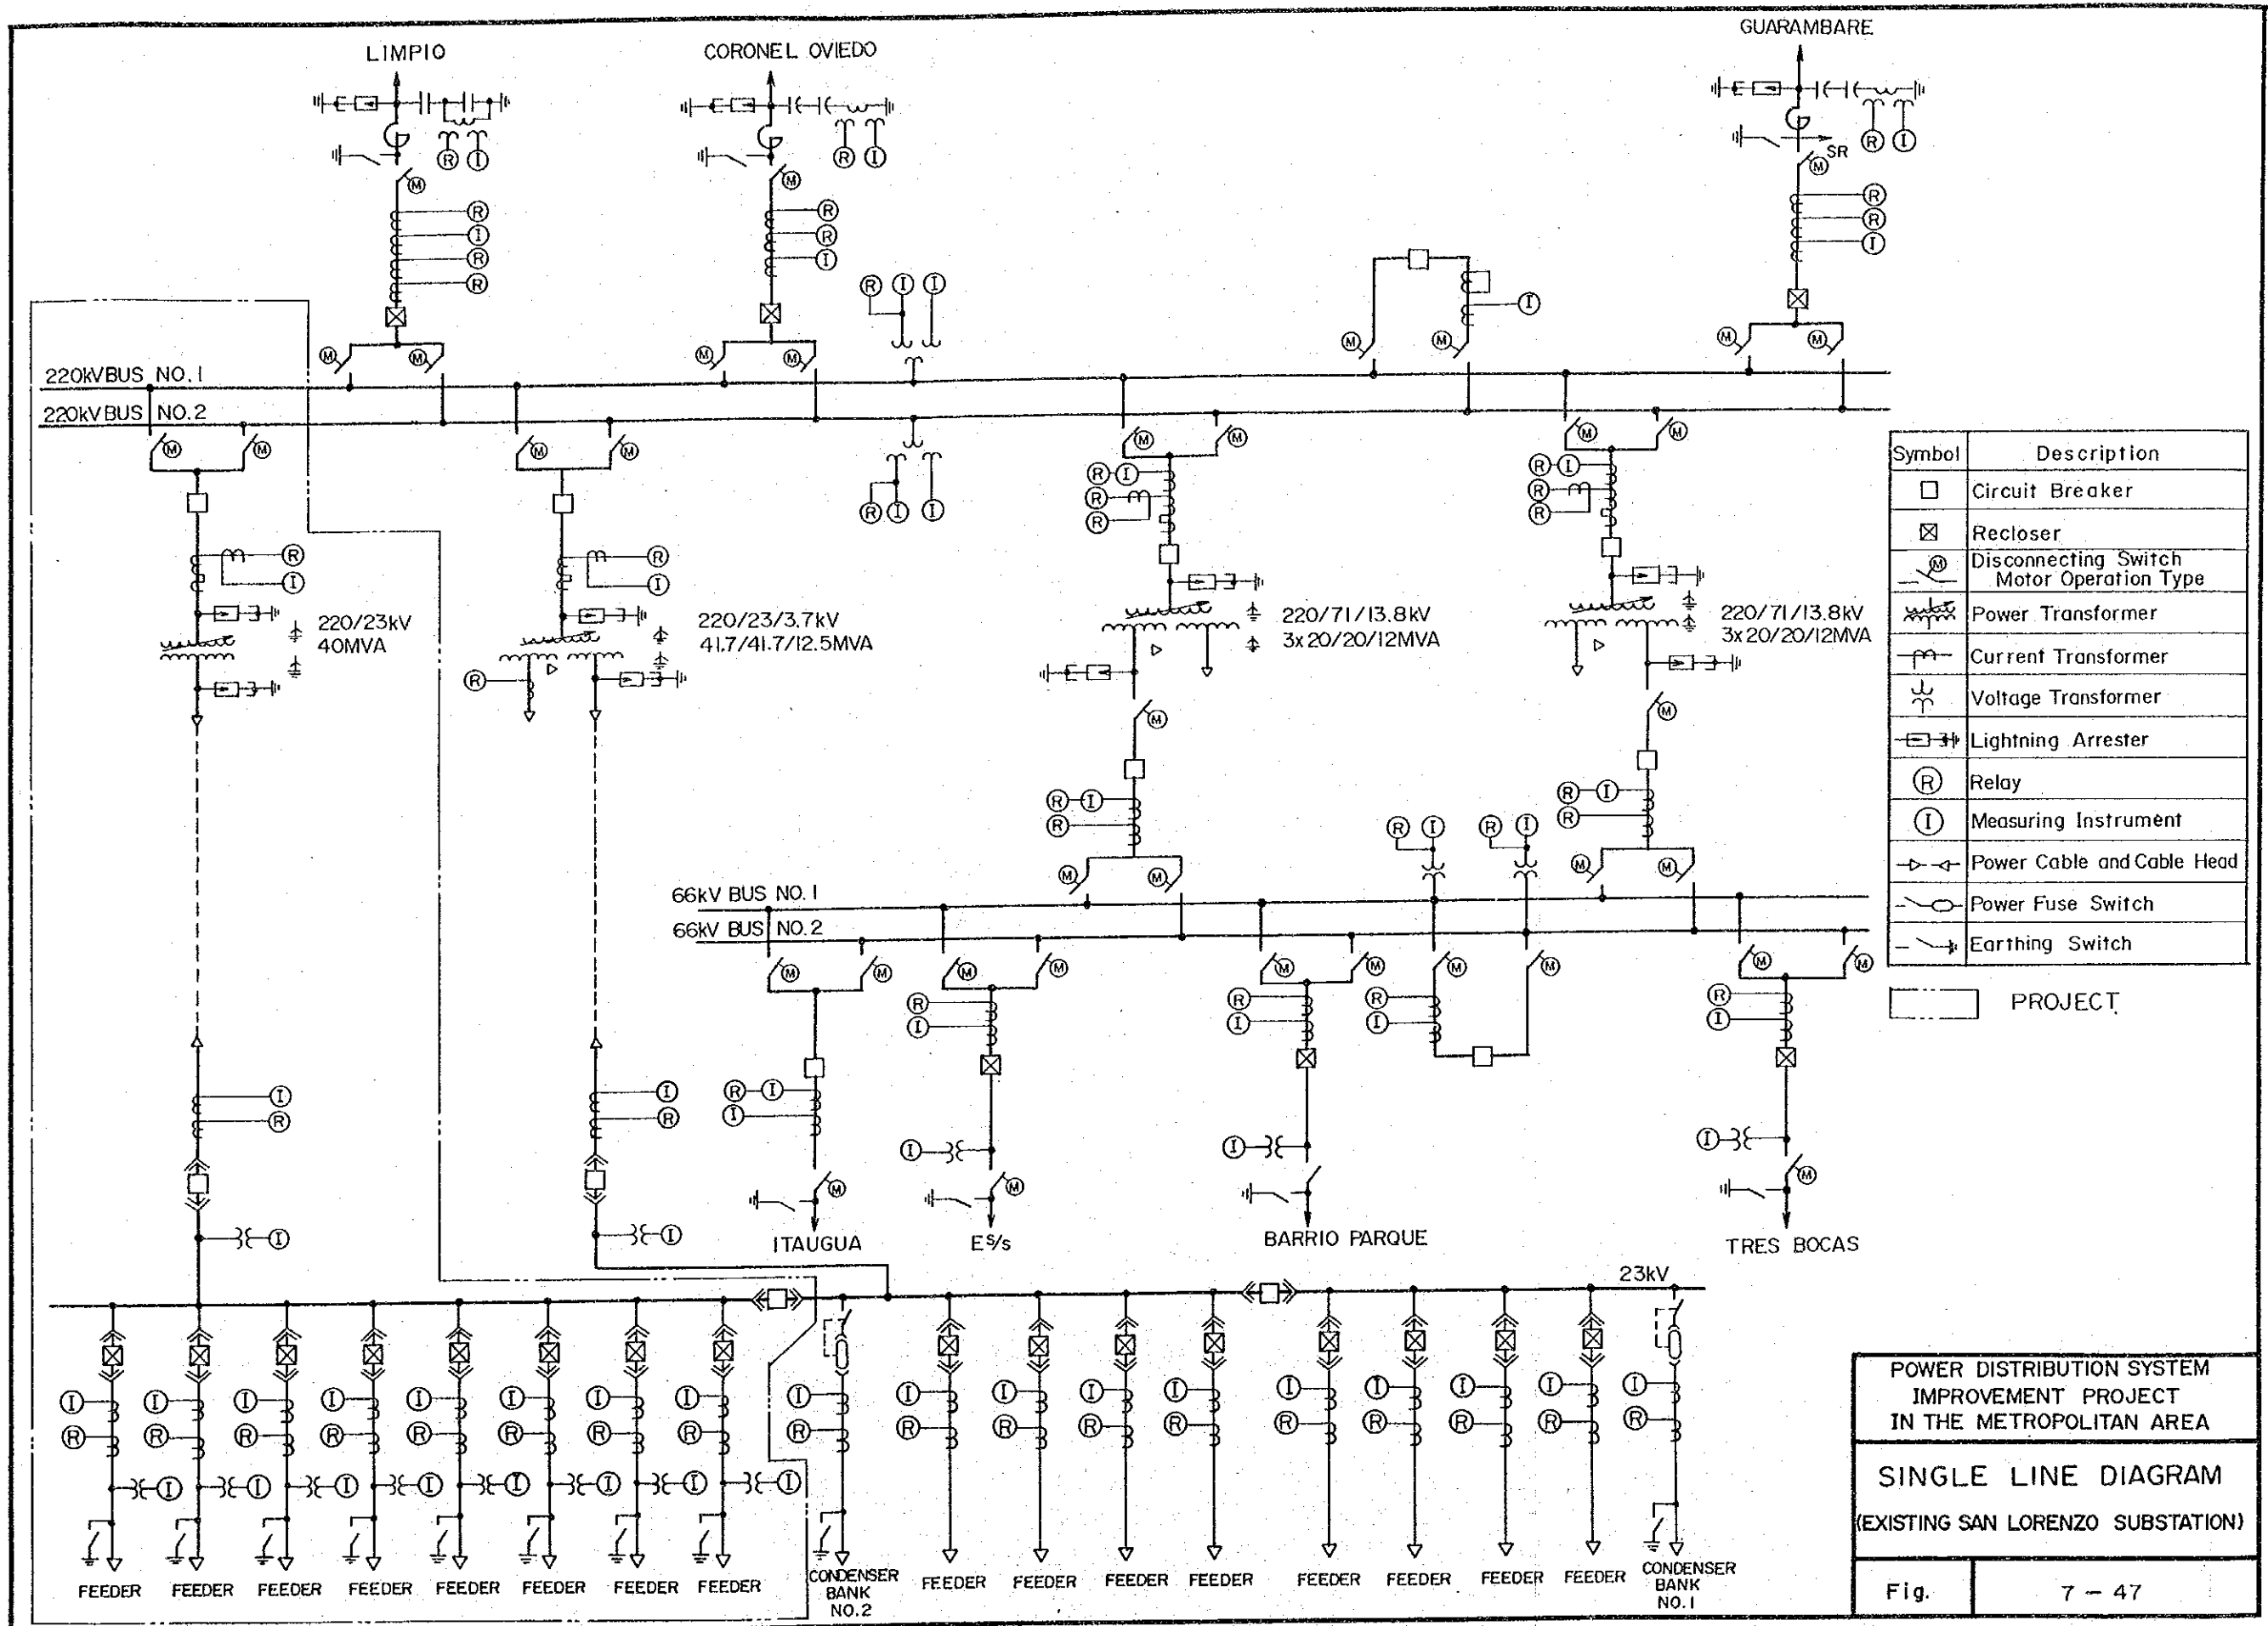 LIMPIO
CORONEL OVIEDO
GUARAMBARE
R I
R I
R I
SR
M
M
M
R
I
R
R
R
R
I
R
R
I
R I I
I
M M
M M
M M
M M
220kV BUS NO.1
220kV BUS NO.2
M M
M M
M M
M M
R I I
R I
R
R
R I
R
R
R
I
R
I
220/23kV
40MVA
220/23/3.7kV
41.7/41.7/12.5MVA
220/71/13.8kV
3x20/20/12MVA
220/71/13.8kV
3x20/20/12MVA
R
M
M
R I
R
R I
R
R I
R I
M M
M M
66kV BUS NO.1
66kV BUS NO.2
M M
M M
M M
M M
M M
R
I
R
I
R
I
R
I
I
R
I
R
R I
I
I
I
I
M
M
M
I
I
ITAUGUA
ES/s
BARRIO PARQUE
TRES BOCAS
23kV
I I I I I I I I I I I I I I I I I I
R R R R R R R R R R R R R R R R R R
I I I I I I I I
FEEDER FEEDER FEEDER FEEDER FEEDER FEEDER FEEDER FEEDER
CONDENSER
BANK
NO.2
FEEDER FEEDER FEEDER FEEDER FEEDER FEEDER FEEDER FEEDER
CONDENSER
BANK
NO.1
Symbol Description
Circuit Breaker
Recloser
M Disconnecting Switch
Motor Operation Type
Power Transformer
Current Transformer
Voltage Transformer
Lightning Arrester
R Relay
I Measuring Instrument
Power Cable and Cable Head
Power Fuse Switch
Earthing Switch
PROJECT
POWER DISTRIBUTION SYSTEM
IMPROVEMENT PROJECT
IN THE METROPOLITAN AREA
SINGLE LINE DIAGRAM
(EXISTING SAN LORENZO SUBSTATION)
Fig. 7 - 47